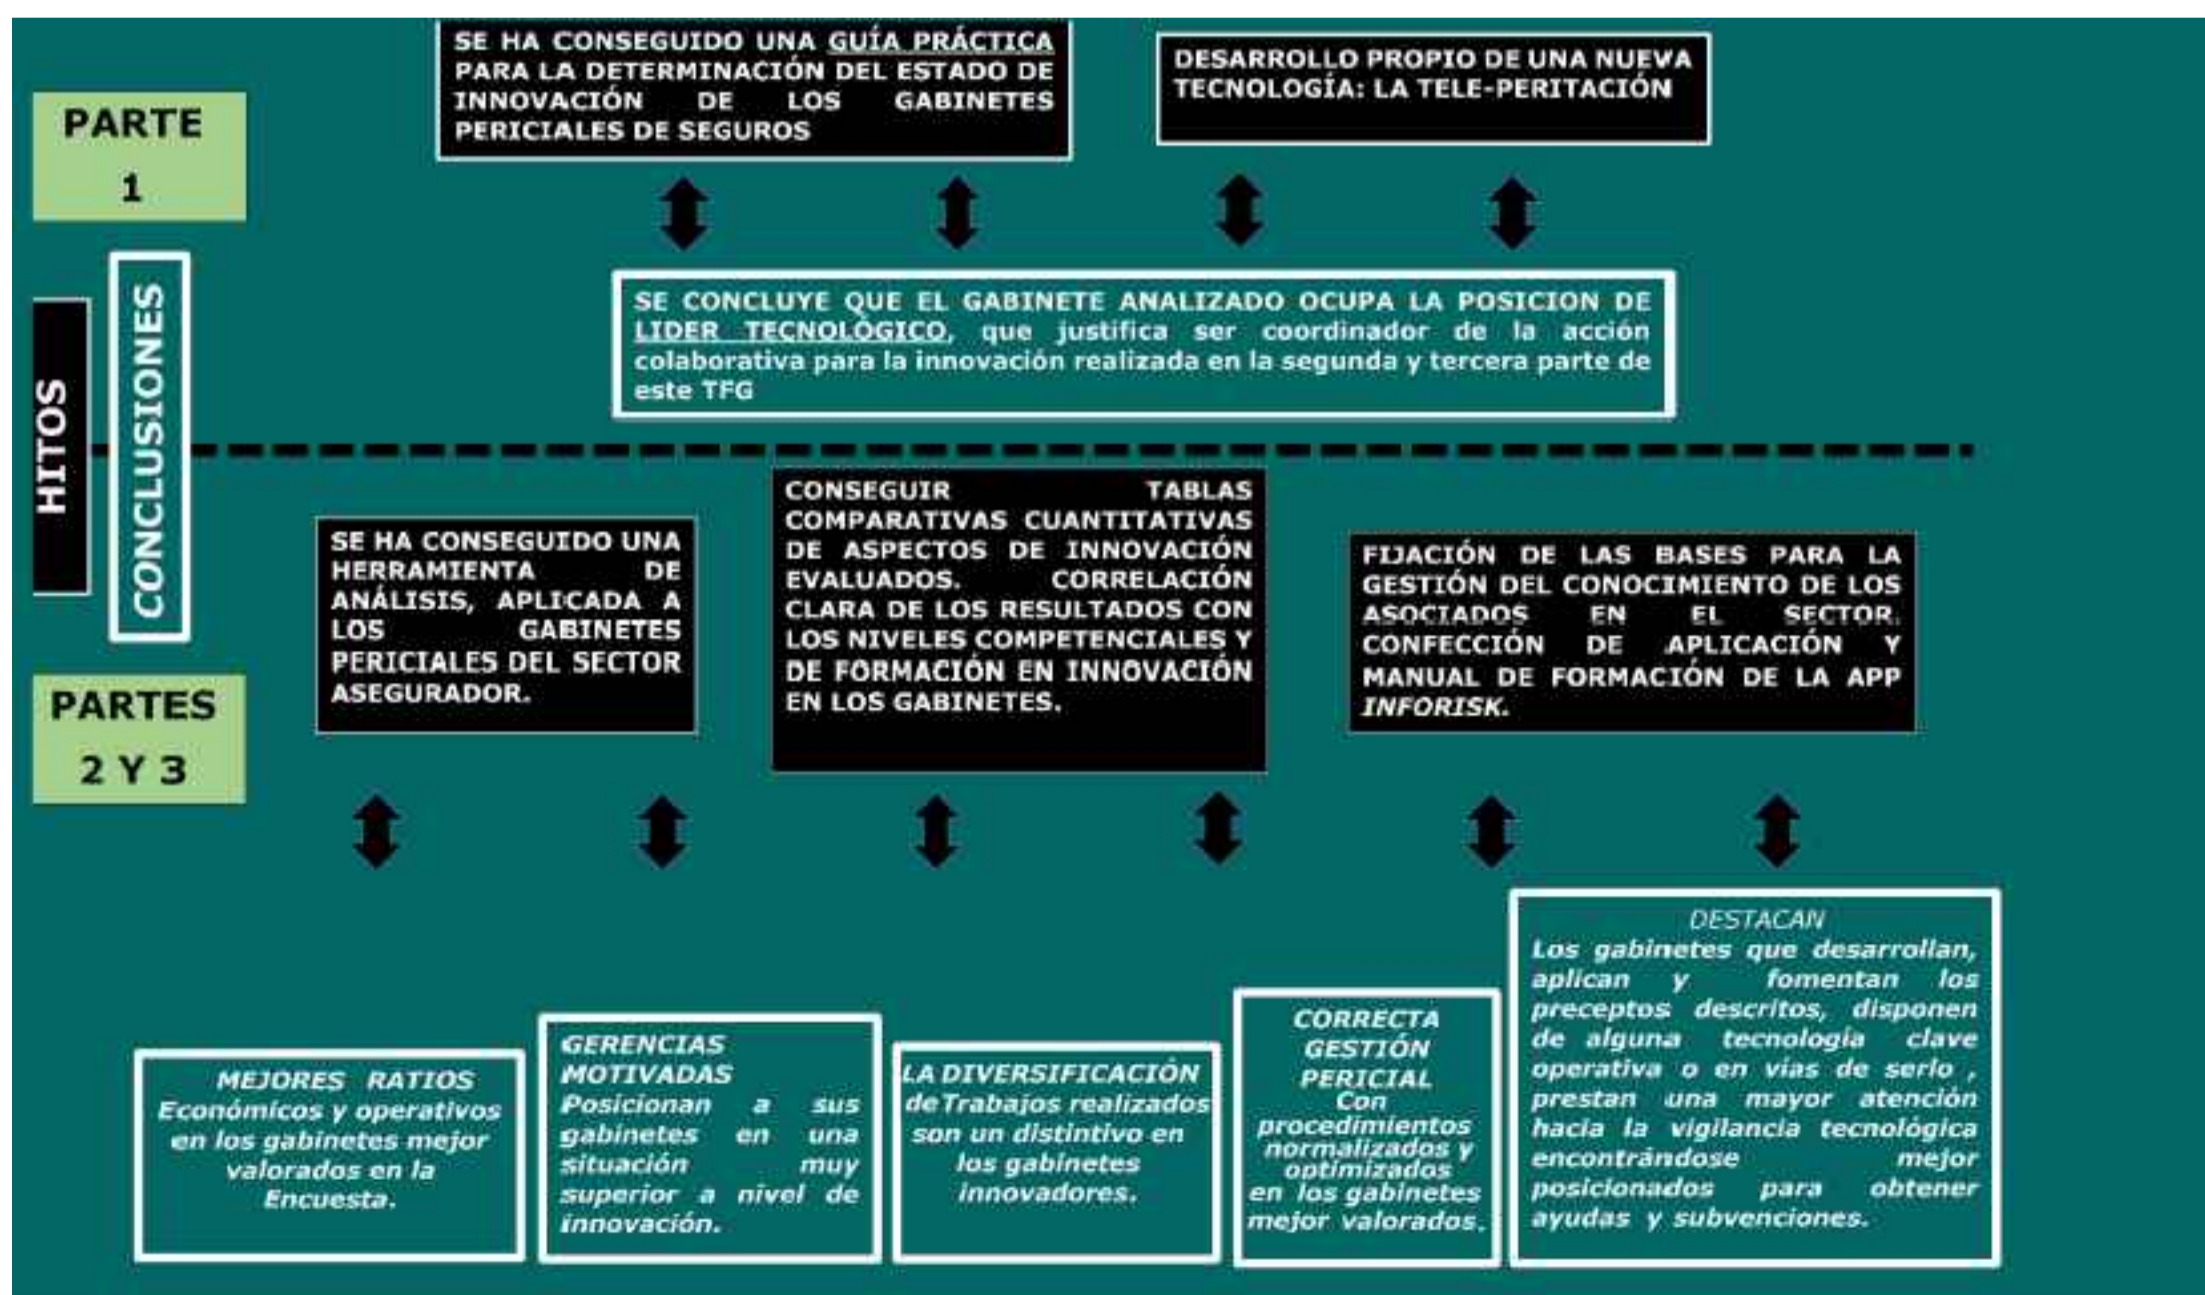 PARTE
1
SE HA CONSEGUIDO UNA GUÍA PRÁCTICA
PARA LA DETERMINACIÓN DEL ESTADO DE
INNOVACIÓN DE LOS GABINETES
PERICIALES DE SEGUROS
DESARROLLO PROPIO DE UNA NUEVA
TECNOLOGÍA: LA TELE-PERITACIÓN
SE CONCLUYE QUE EL GABINETE ANALIZADO OCUPA LA POSICION DE
LIDER TECNOLÓGICO, que justifica ser coordinador de la acción
colaborativa para la innovación realizada en la segunda y tercera parte de
este TFG
HITOS
CONCLUSIONES
PARTES
2 Y 3
SE HA CONSEGUIDO UNA
HERRAMIENTA DE
ANÁLISIS, APLICADA A
LOS GABINETES
PERICIALES DEL SECTOR
ASEGURADOR.
CONSEGUIR TABLAS
COMPARATIVAS CUANTITATIVAS
DE ASPECTOS DE INNOVACIÓN
EVALUADOS. CORRELACIÓN
CLARA DE LOS RESULTADOS CON
LOS NIVELES COMPETENCIALES Y
DE FORMACIÓN EN INNOVACIÓN
EN LOS GABINETES.
FIJACIÓN DE LAS BASES PARA LA
GESTIÓN DEL CONOCIMIENTO DE LOS
ASOCIADOS EN EL SECTOR.
CONFECCIÓN DE APLICACIÓN Y
MANUAL DE FORMACIÓN DE LA APP
INFORISK.
MEJORES RATIOS
Económicos y operativos
en los gabinetes mejor
valorados en la
Encuesta.
GERENCIAS
MOTIVADAS
Posicionan a sus
gabinetes en una
situación muy
superior a nivel de
innovación.
LA DIVERSIFICACIÓN
de Trabajos realizados
son un distintivo en
los gabinetes
innovadores.
CORRECTA
GESTIÓN
PERICIAL
Con
procedimientos
normalizados y
optimizados
en los gabinetes
mejor valorados.
DESTACAN
Los gabinetes que desarrollan,
aplican y fomentan los
preceptos descritos, disponen
de alguna tecnología clave
operativa o en vías de serlo ,
prestan una mayor atención
hacia la vigilancia tecnológica
encontrándose mejor
posicionados para obtener
ayudas y subvenciones.